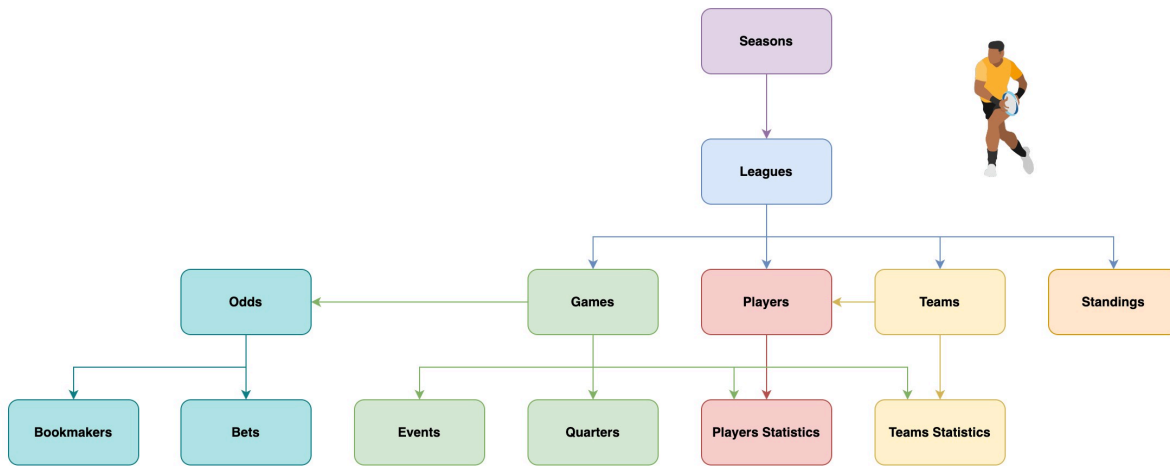 Seasons
Leagues
Odds
Games
Players
Teams
Standings
Bookmakers
Bets
Events
Quarters
Players Statistics
Teams Statistics